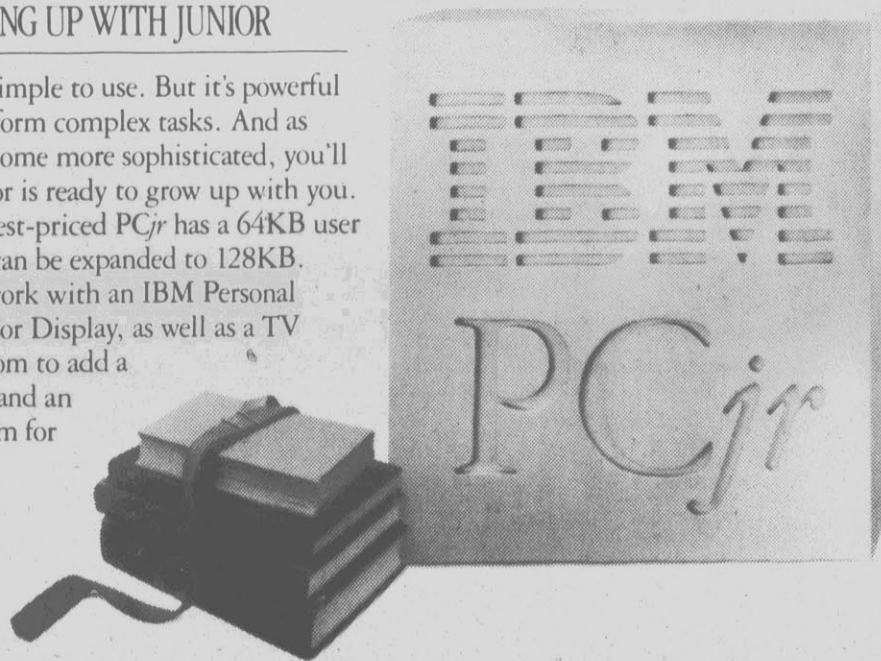 NG UP WITH JUNIOR
imple to use. But it's powerful
form complex tasks. And as
ome more sophisticated, you'll
or is ready to grow up with you.
est-priced PCjr has a 64KB user
can be expanded to 128KB.
work with an IBM Personal
or Display, as well as a TV
om to add a
and an
m for
IBM
PCjr